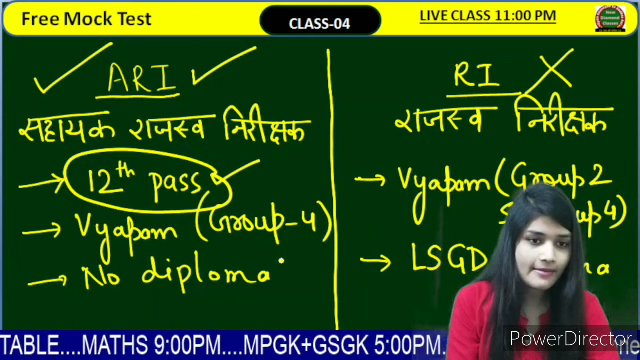 Free Mock Test
CLASS-04
LIVE CLASS 11:00 PM
ARI
सहायक राजस्व निरीक्षक
→ 12th pass
→ Vyapam (Group-4)
→ No diploma
RI
राजस्व निरीक्षक
→ Vyapam (Group 2
4)
→ LSGD
PowerDirector
TABLE....MATHS 9:00PM....MPGK+GSGK 5:00PM.